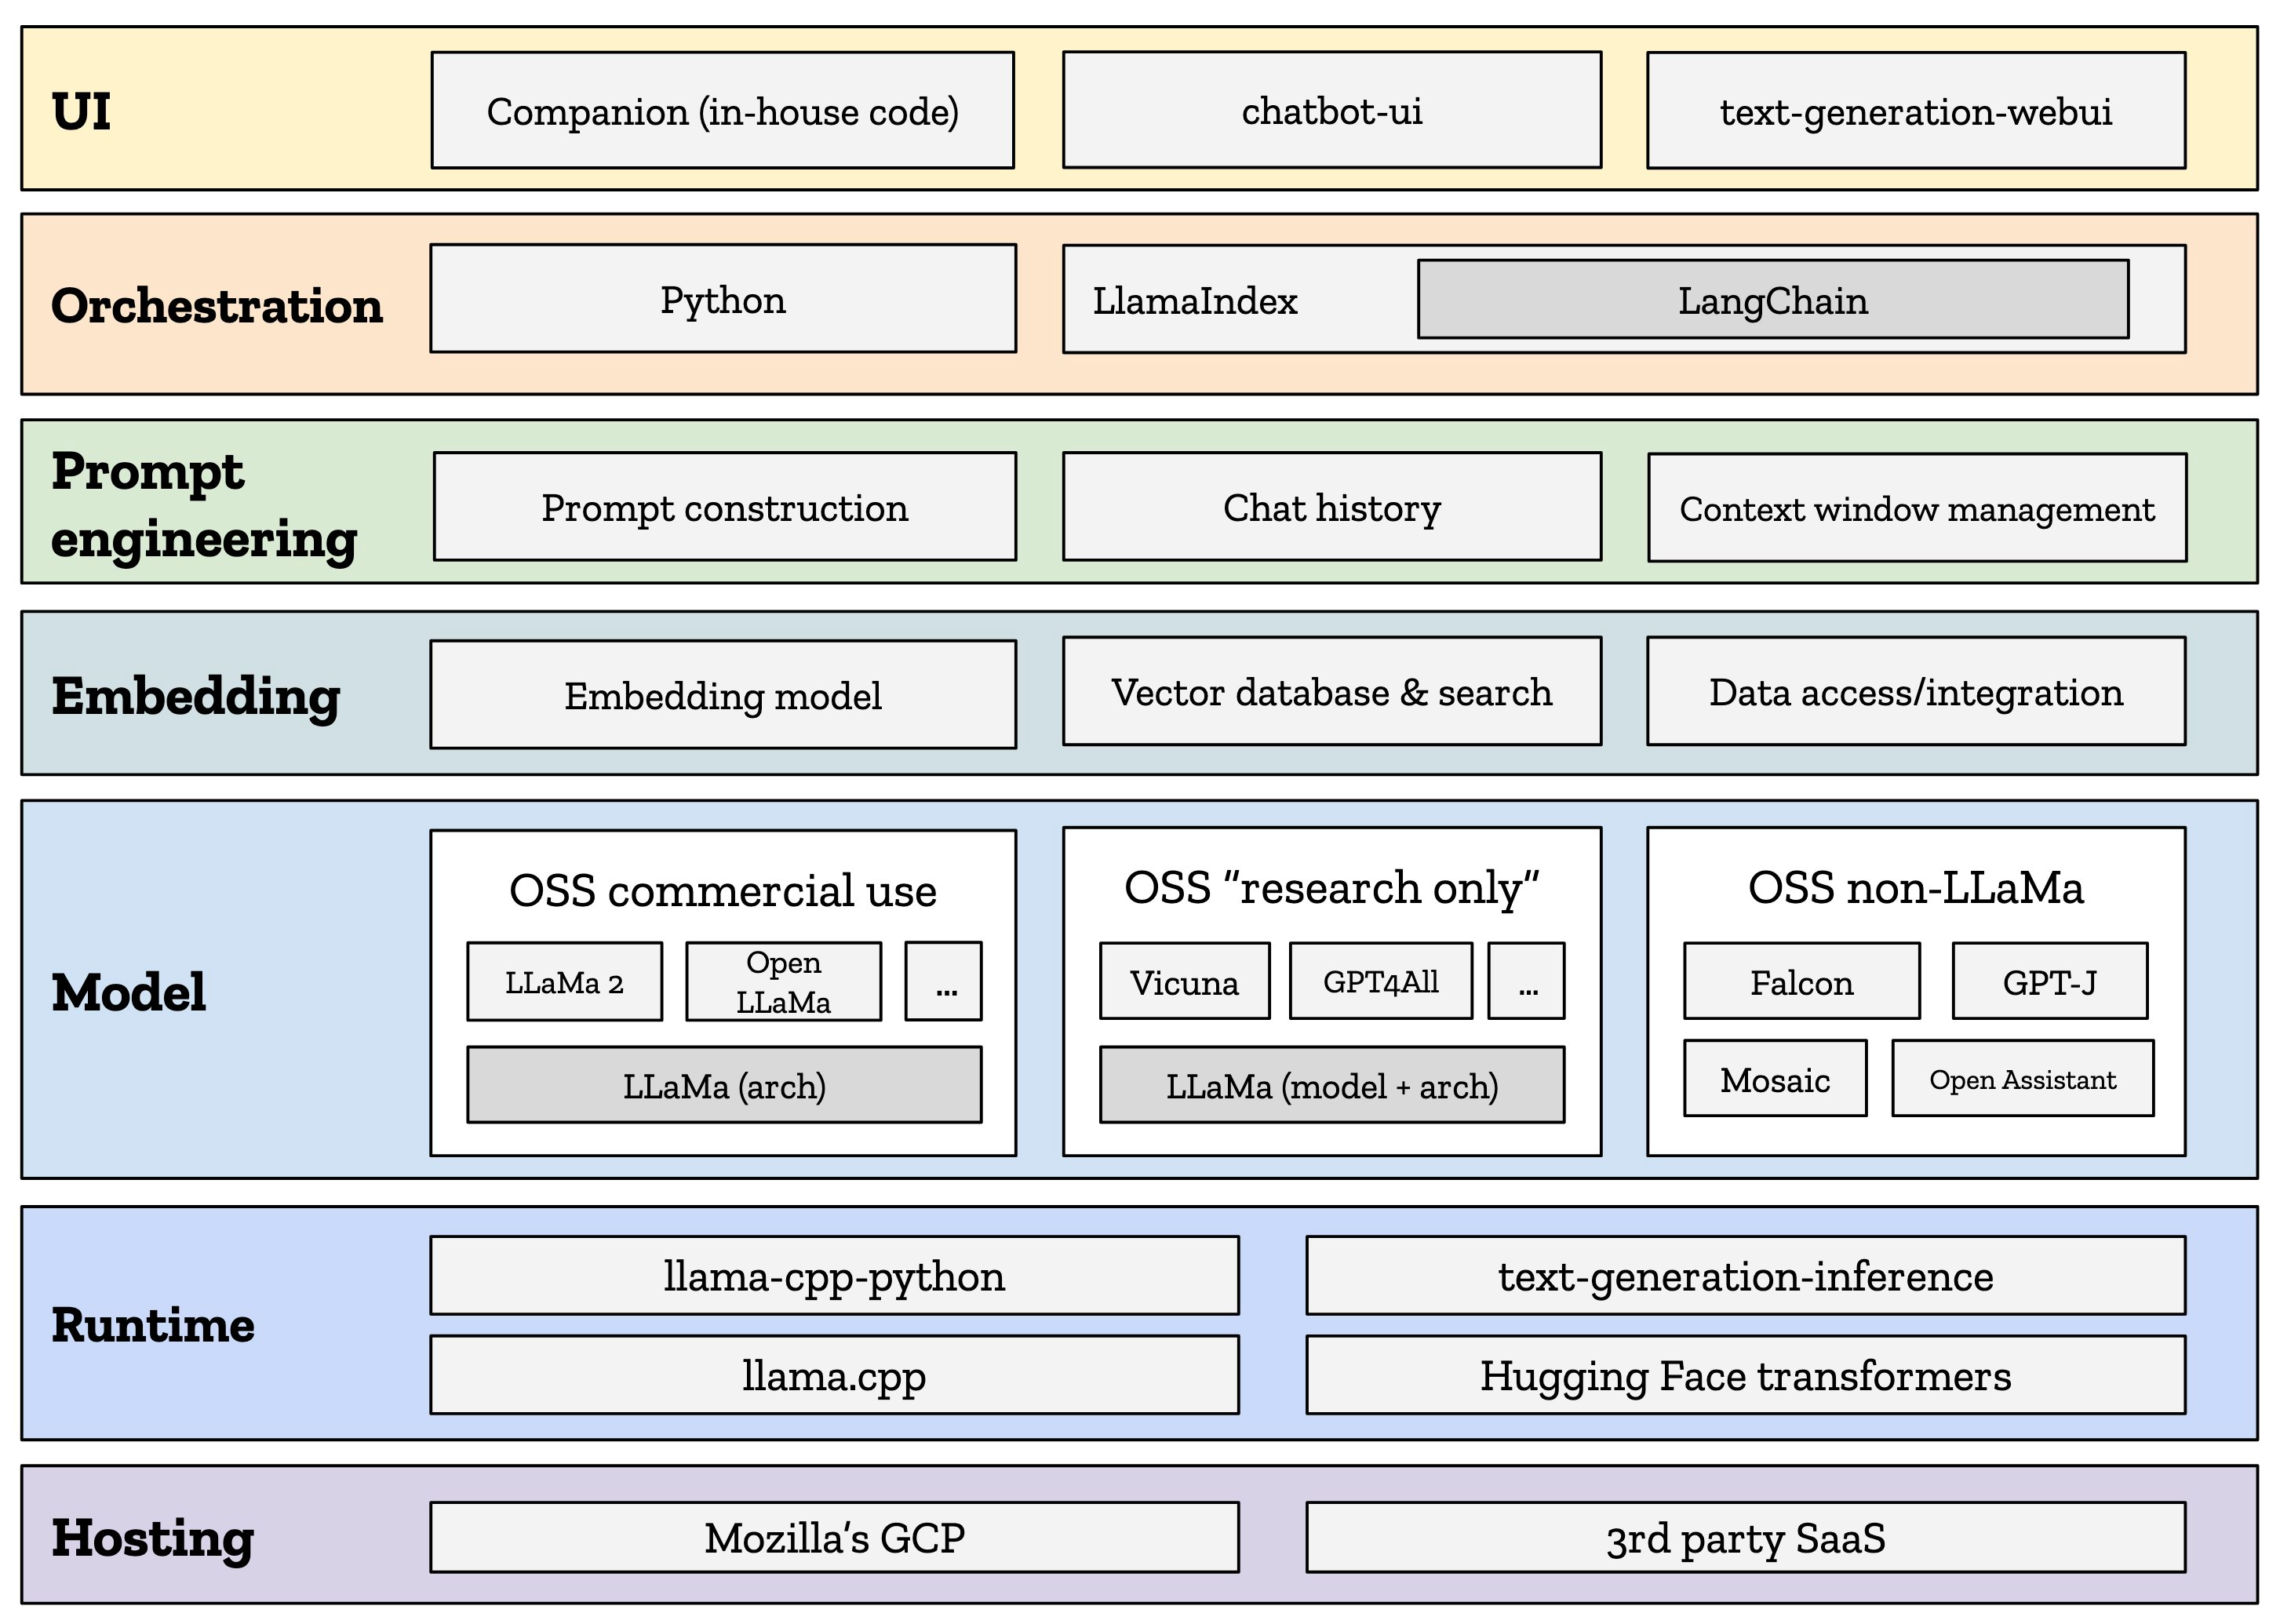 UI
Companion (in-house code)
chatbot-ui
text-generation-webui
Orchestration
Python
LlamaIndex
LangChain
Prompt
engineering
Prompt construction
Chat history
Context window management
Embedding
Embedding model
Vector database & search
Data access/integration
Model
OSS commercial use
LLaMa 2
Open
LLaMa
...
LLaMa (arch)
OSS “research only”
Vicuna
GPT4All
...
LLaMa (model + arch)
OSS non-LLaMa
Falcon
GPT-J
Mosaic
Open Assistant
Runtime
llama-cpp-python
text-generation-inference
llama.cpp
Hugging Face transformers
Hosting
Mozilla’s GCP
3rd party SaaS